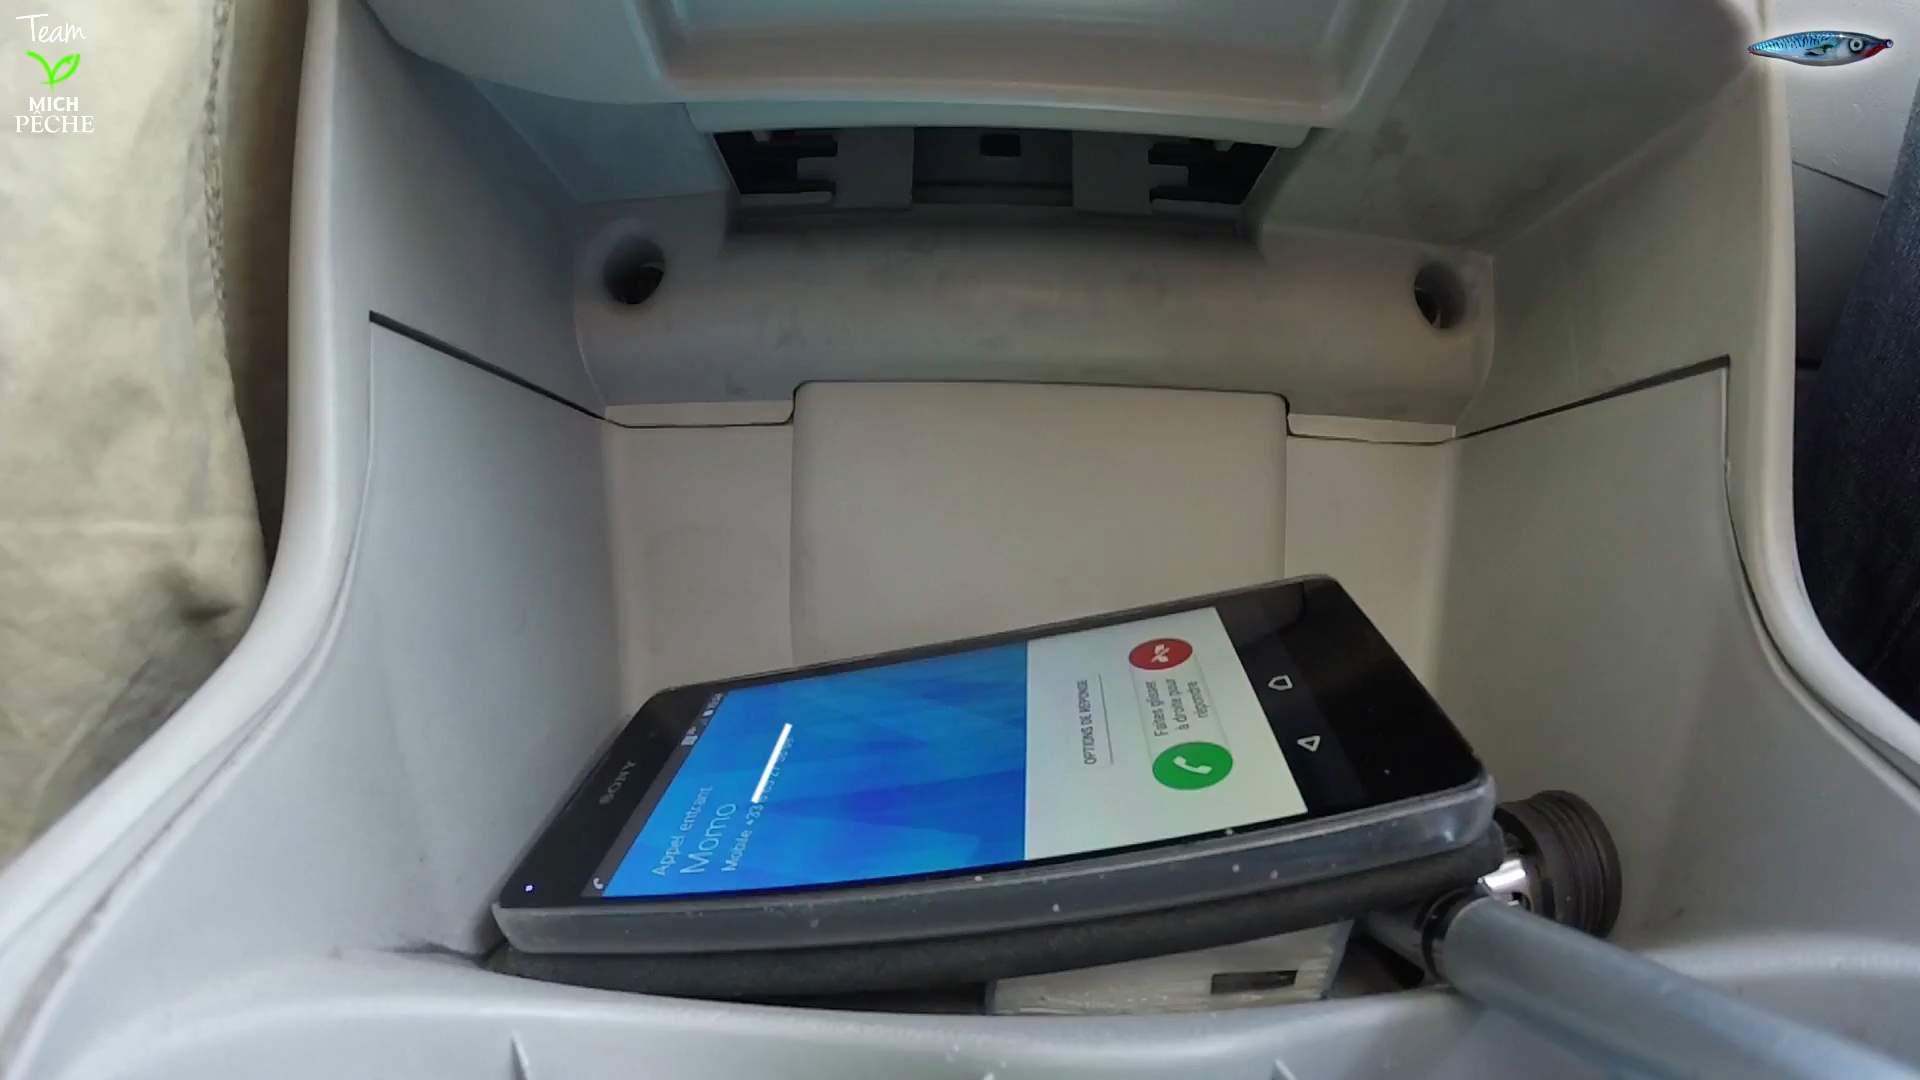 Team
MICH
PÊCHE
SONY
Appel entrant
Momo
Mobile +33
OPTIONS DE RÉPONSE
Faites glisser
à droite pour
répondre